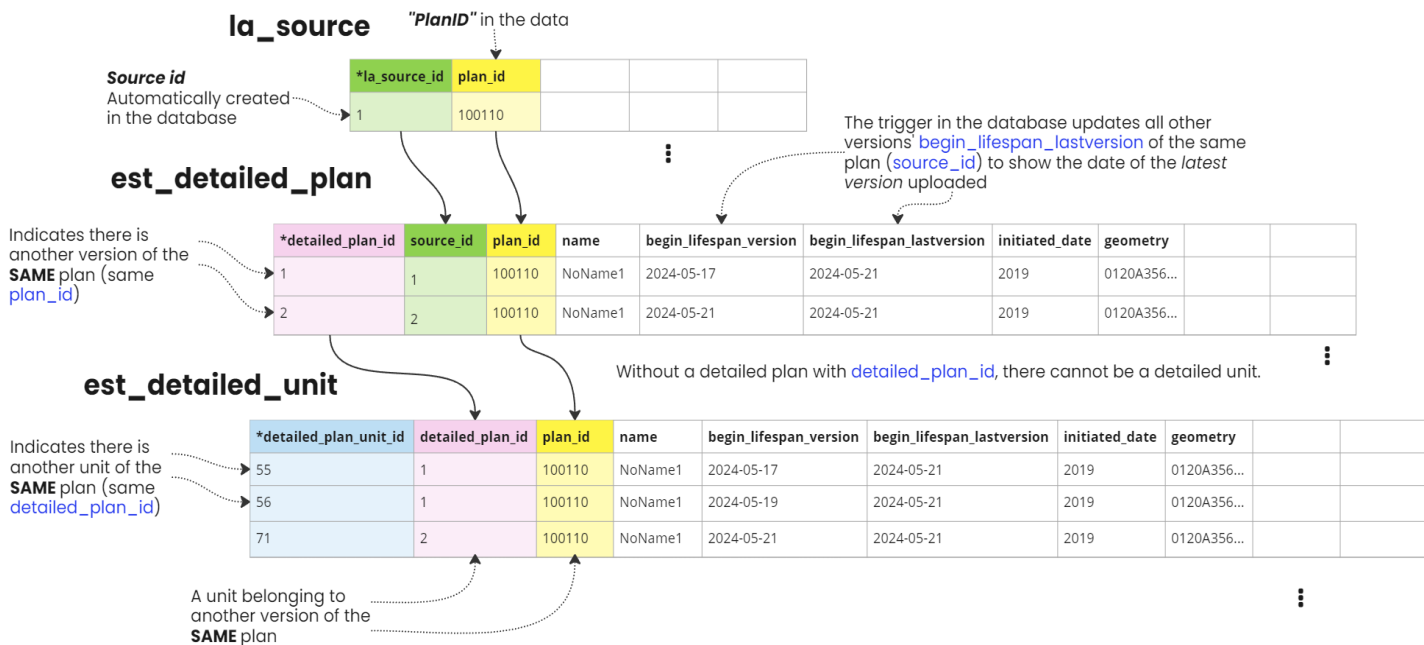 la_source
"PlanID" in the data
Source id
Automatically created
in the database
*la_source_id plan_id
1 100110
The trigger in the database updates all other
versions' begin_lifespan_lastversion of the same
plan (source_id) to show the date of the latest
version uploaded
est_detailed_plan
Indicates there is
another version of the
SAME plan (same
plan_id)
*detailed_plan_id source_id plan_id name begin_lifespan_version begin_lifespan_lastversion initiated_date geometry
1 1 100110 NoName1 2024-05-17 2024-05-21 2019 0120A356...
2 2 100110 NoName1 2024-05-21 2024-05-21 2019 0120A356...
Without a detailed plan with detailed_plan_id, there cannot be a detailed unit.
est_detailed_unit
Indicates there is
another unit of the
SAME plan (same
detailed_plan_id)
*detailed_plan_unit_id detailed_plan_id plan_id name begin_lifespan_version begin_lifespan_lastversion initiated_date geometry
55 1 100110 NoName1 2024-05-17 2024-05-21 2019 0120A356...
56 1 100110 NoName1 2024-05-19 2024-05-21 2019 0120A356...
71 2 100110 NoName1 2024-05-21 2024-05-21 2019 0120A356...
A unit belonging to
another version of the
SAME plan